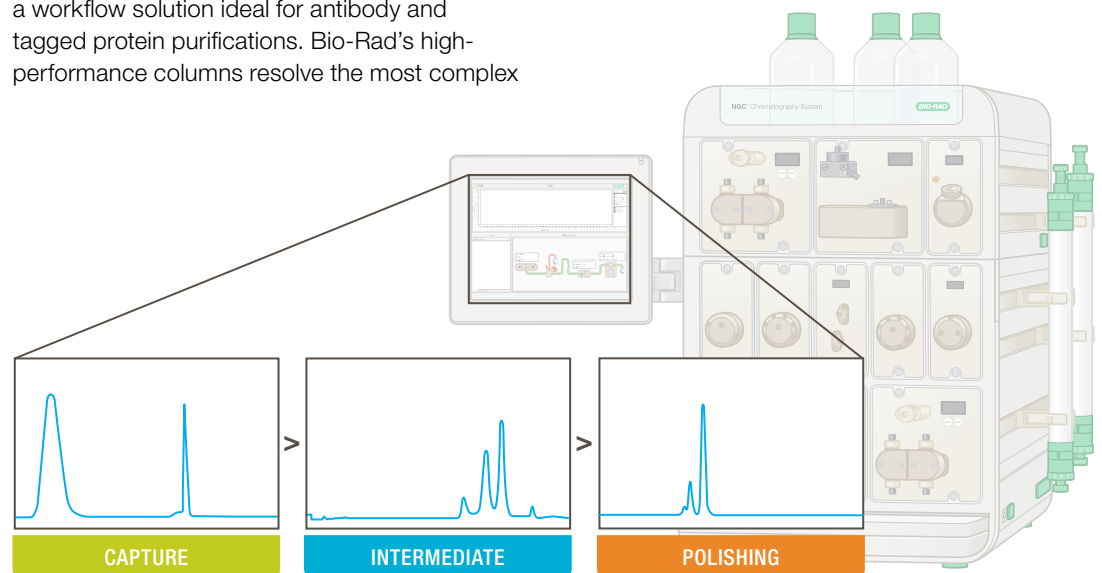 a workflow solution ideal for antibody and
tagged protein purifications. Bio-Rad's high-
performance columns resolve the most complex
NGC™ Chromatography System
BIO-RAD
>
>
CAPTURE
INTERMEDIATE
POLISHING